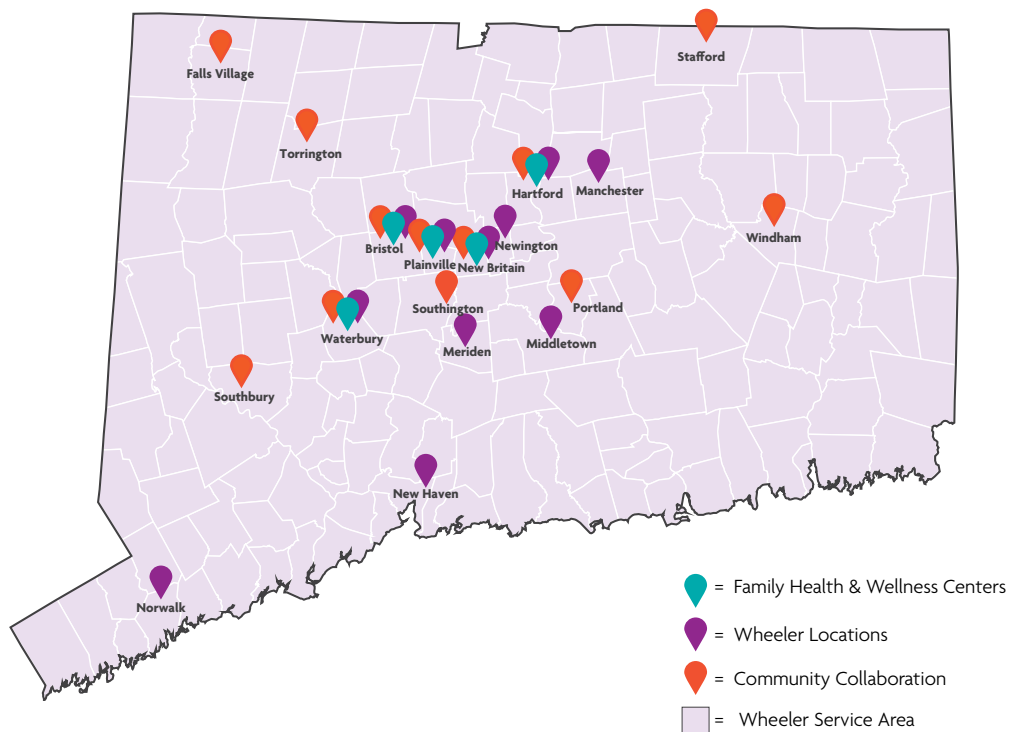 Stafford
Falls Village
Torrington
Hartford
Manchester
Windham
Bristol
Newington
Plainville
New Britain
Southington
Portland
Waterbury
Meriden
Middletown
Southbury
New Haven
Norwalk
= Family Health & Wellness Centers
= Wheeler Locations
= Community Collaboration
= Wheeler Service Area